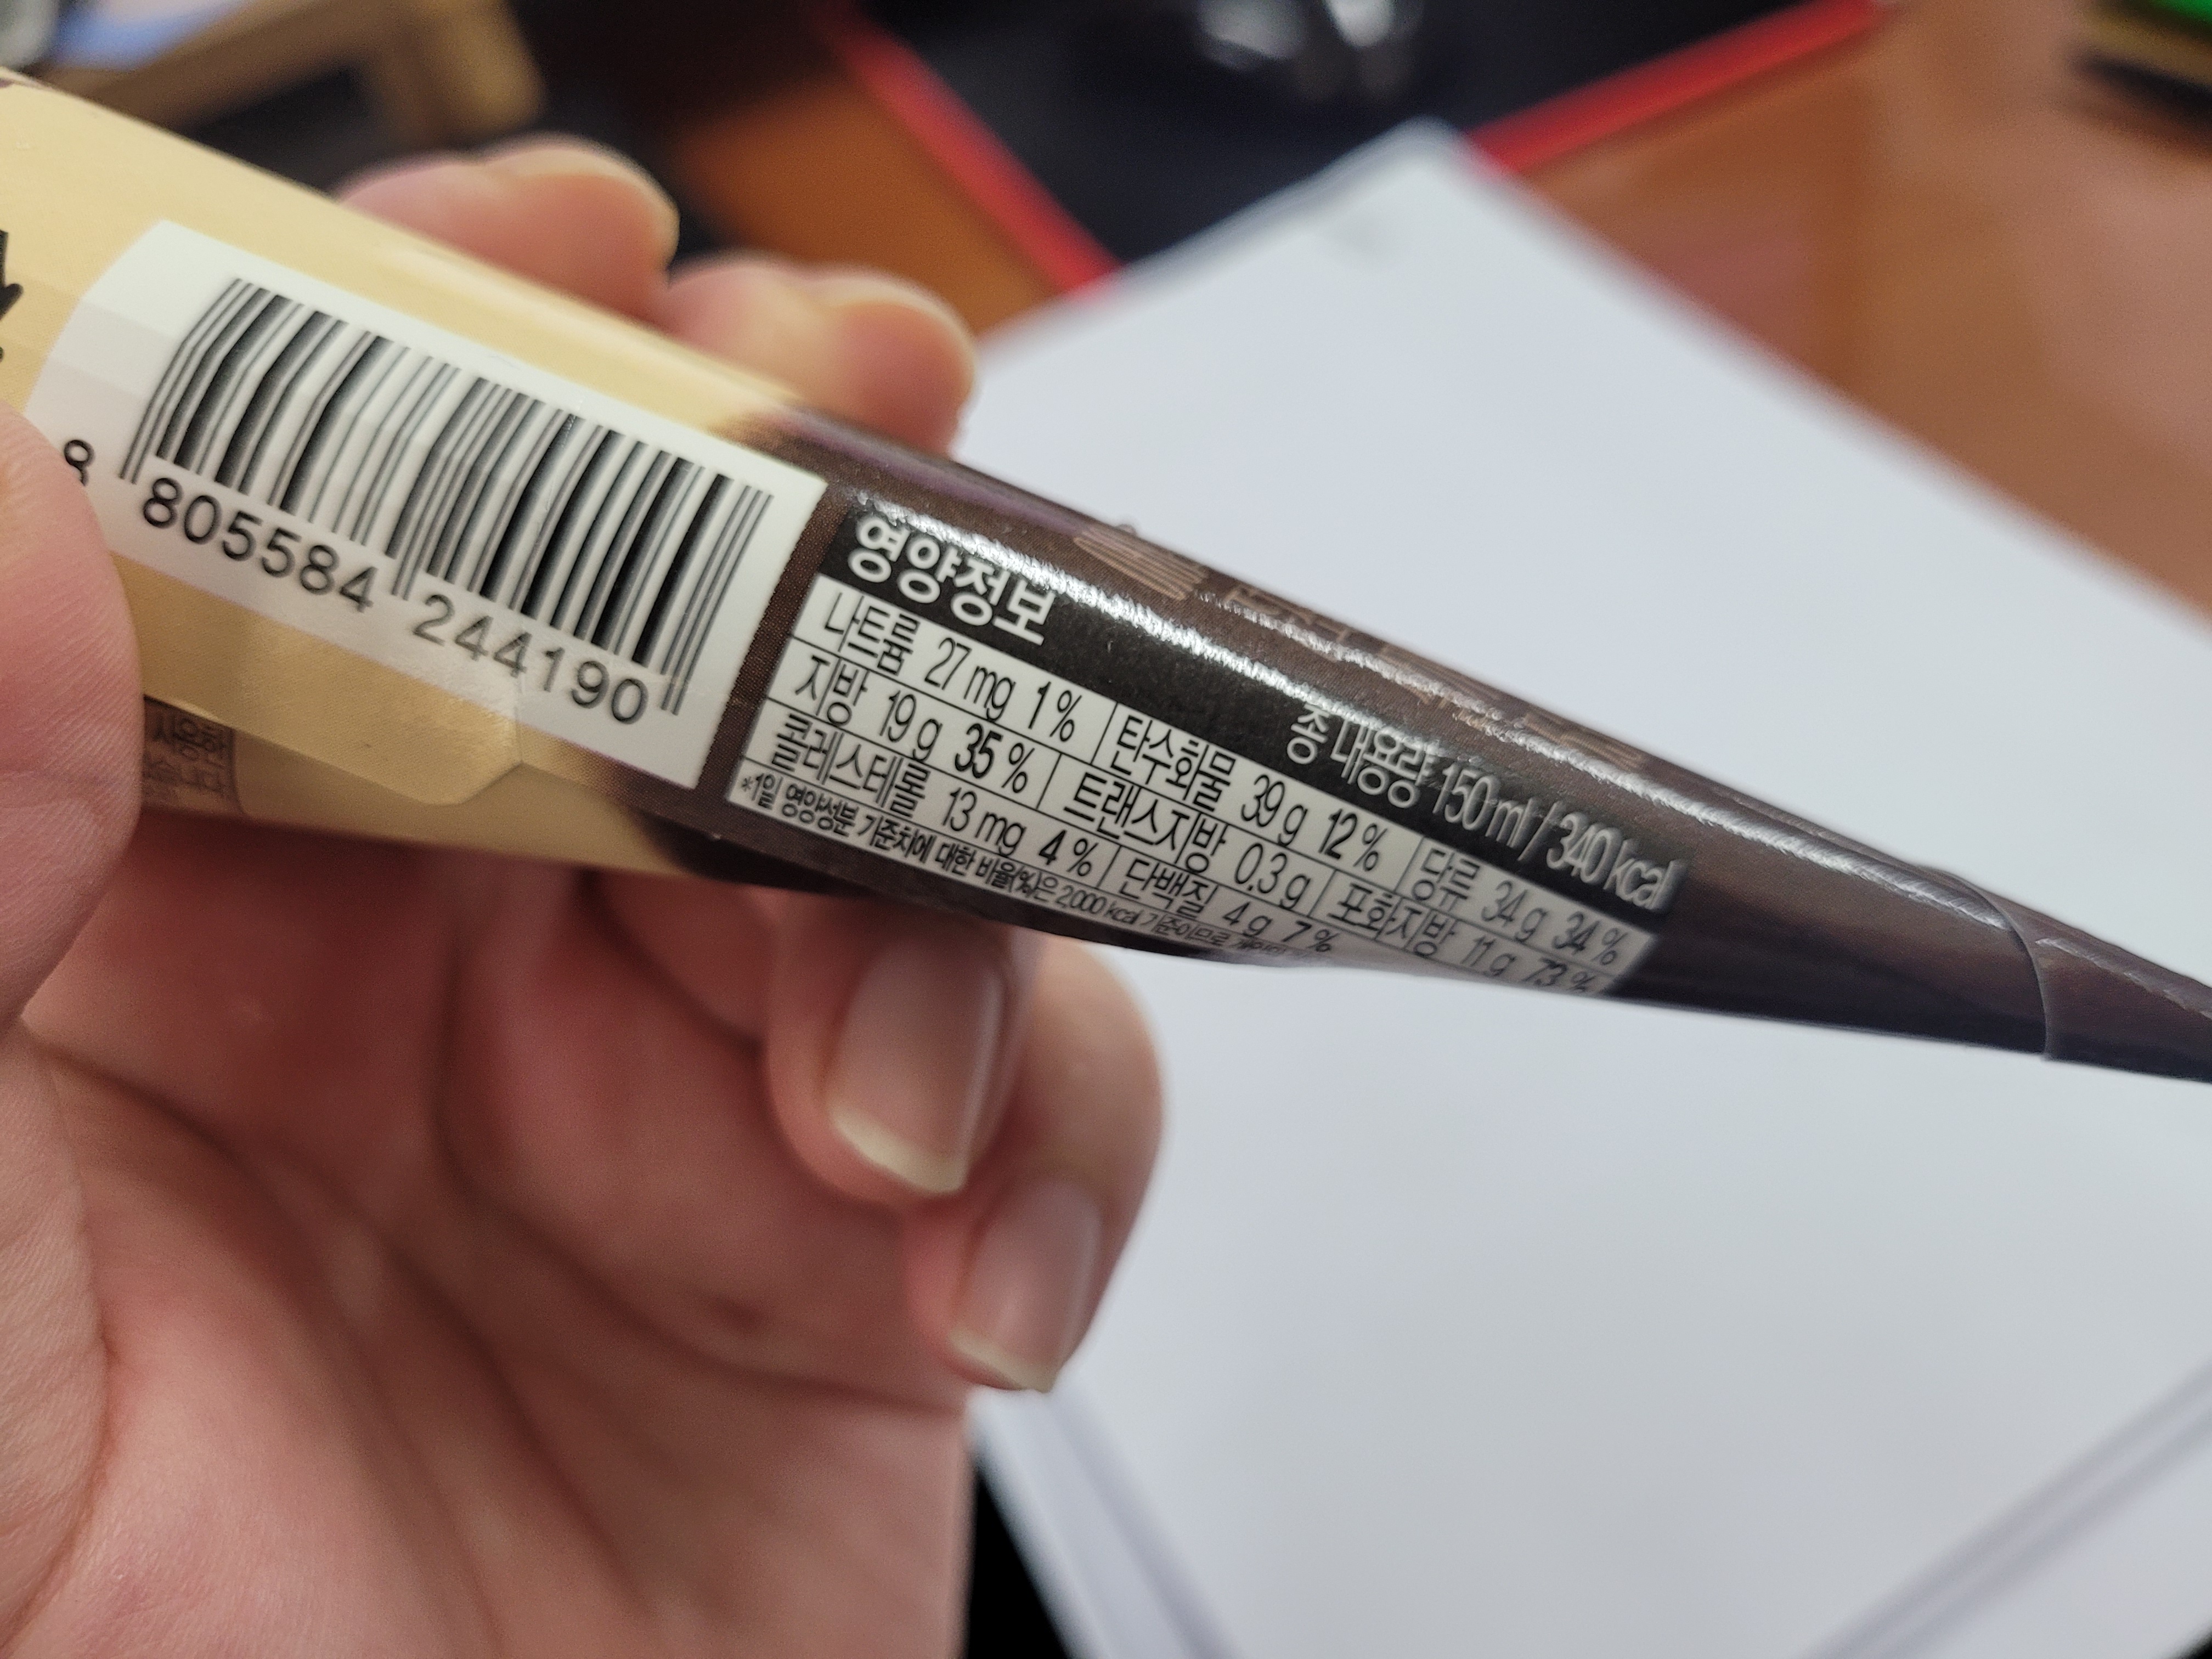 8 805584 244190
영양정보
총 내용량 150 ml / 340 kcal
나트륨 27 mg 1 % 탄수화물 39 g 12 % 당류 34 g 34 %
지방 19 g 35 % 트랜스지방 0.3 g 포화지방 11 g 73 %
콜레스테롤 13 mg 4 % 단백질 4 g 7 %
*1일 영양성분 기준치에 대한 비율(%)은 2,000 kcal 기준이므로